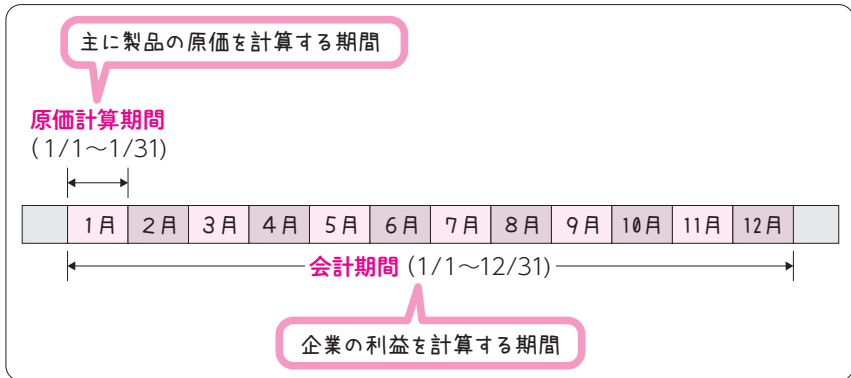 主に製品の原価を計算する期間
原価計算期間
(1/1～1/31)
1月 2月 3月 4月 5月 6月 7月 8月 9月 10月 11月 12月
会計期間 (1/1～12/31)
企業の利益を計算する期間